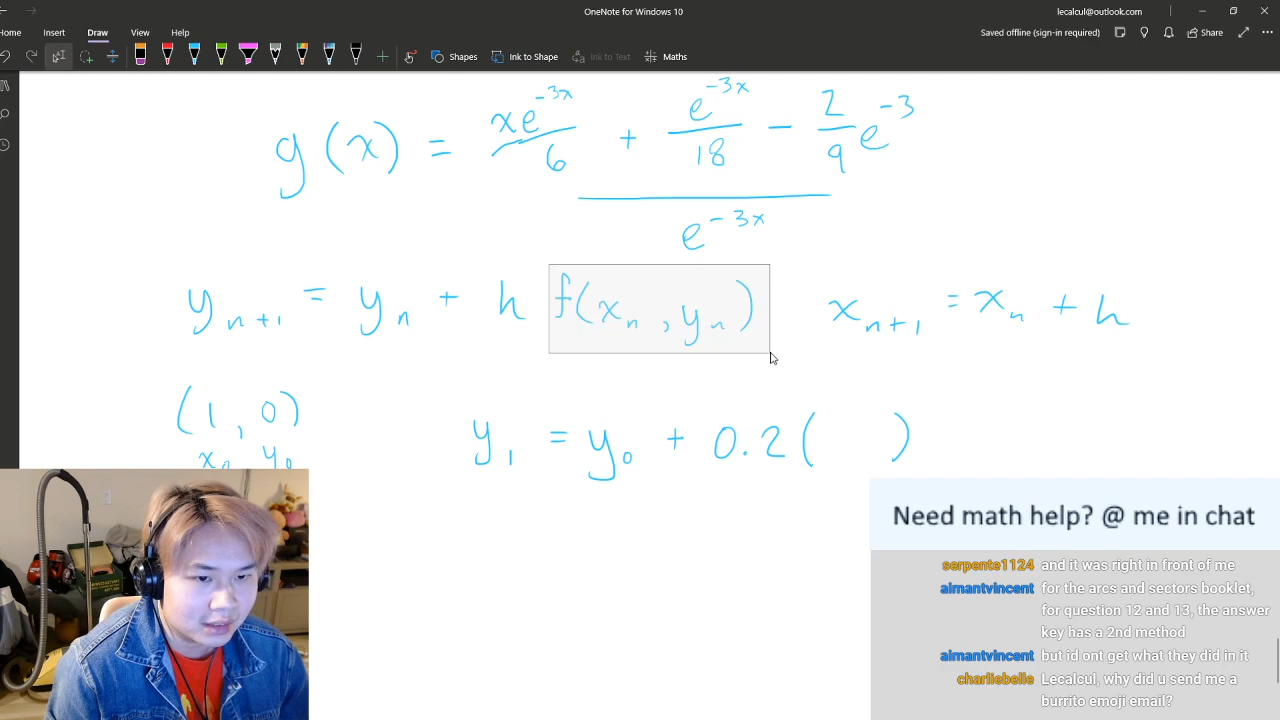 OneNote for Windows 10
lecalcul@outlook.com
Home Insert Draw View Help
Saved offline (sign-in required) Share
Shapes Ink to Shape Ink to Text Maths
g(x) = xe^-3x/6 + e^-3x/18 - 2/9 e^-3
e^-3x
y_n+1 = y_n + h f(x_n, y_n) x_n+1 = x_n + h
(1, 0)
x_0 y_0
y_1 = y_0 + 0.2( )
Need math help? @ me in chat
serpente1124 and it was right in front of me
aimantvincent for the arcs and sectors booklet,
for question 12 and 13, the answer
key has a 2nd method
aimantvincent but id ont get what they did in it
charliebelle Lecalcul, why did u send me a
burrito emoji email?